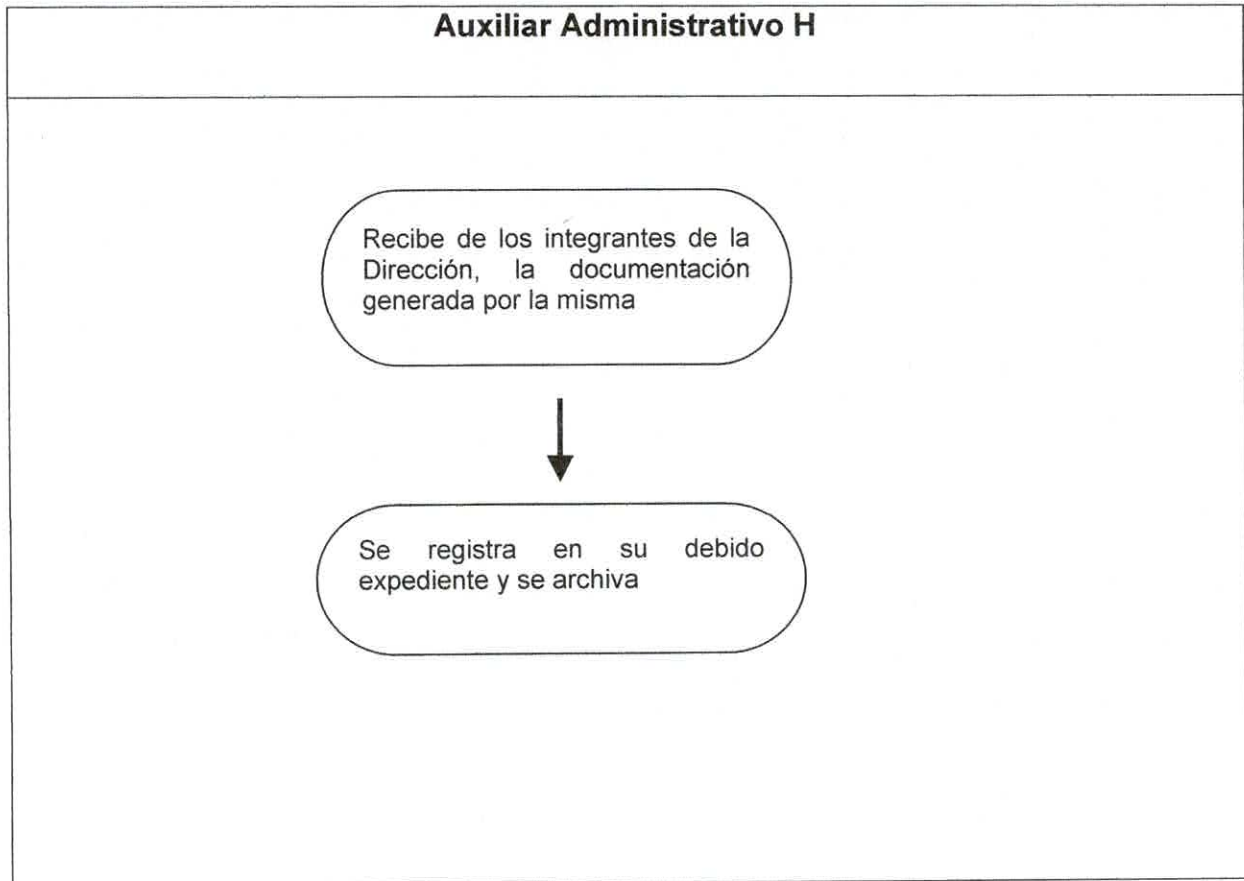 Auxiliar Administrativo H
Recibe de los integrantes de la
Dirección, la documentación
generada por la misma
Se registra en su debido
expediente y se archiva